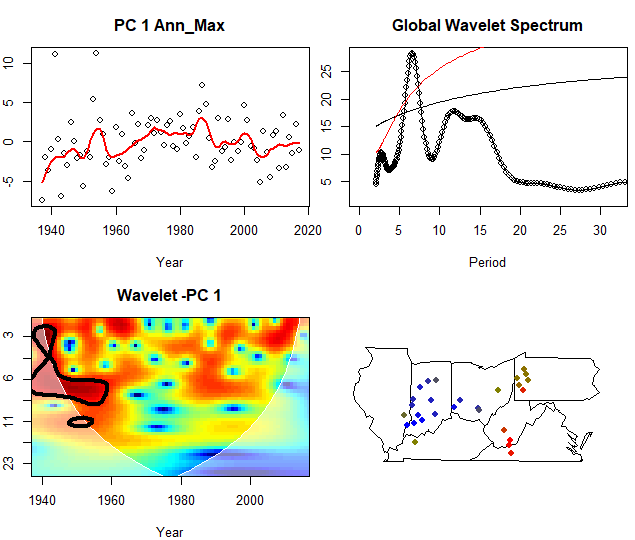 PC 1 Ann_Max
10
5
0
-5
1940 1960 1980 2000 2020
Year
Global Wavelet Spectrum
25
20
15
10
5
0 5 10 15 20 25 30
Period
Wavelet -PC 1
3
6
11
23
1940 1960 1980 2000
Year